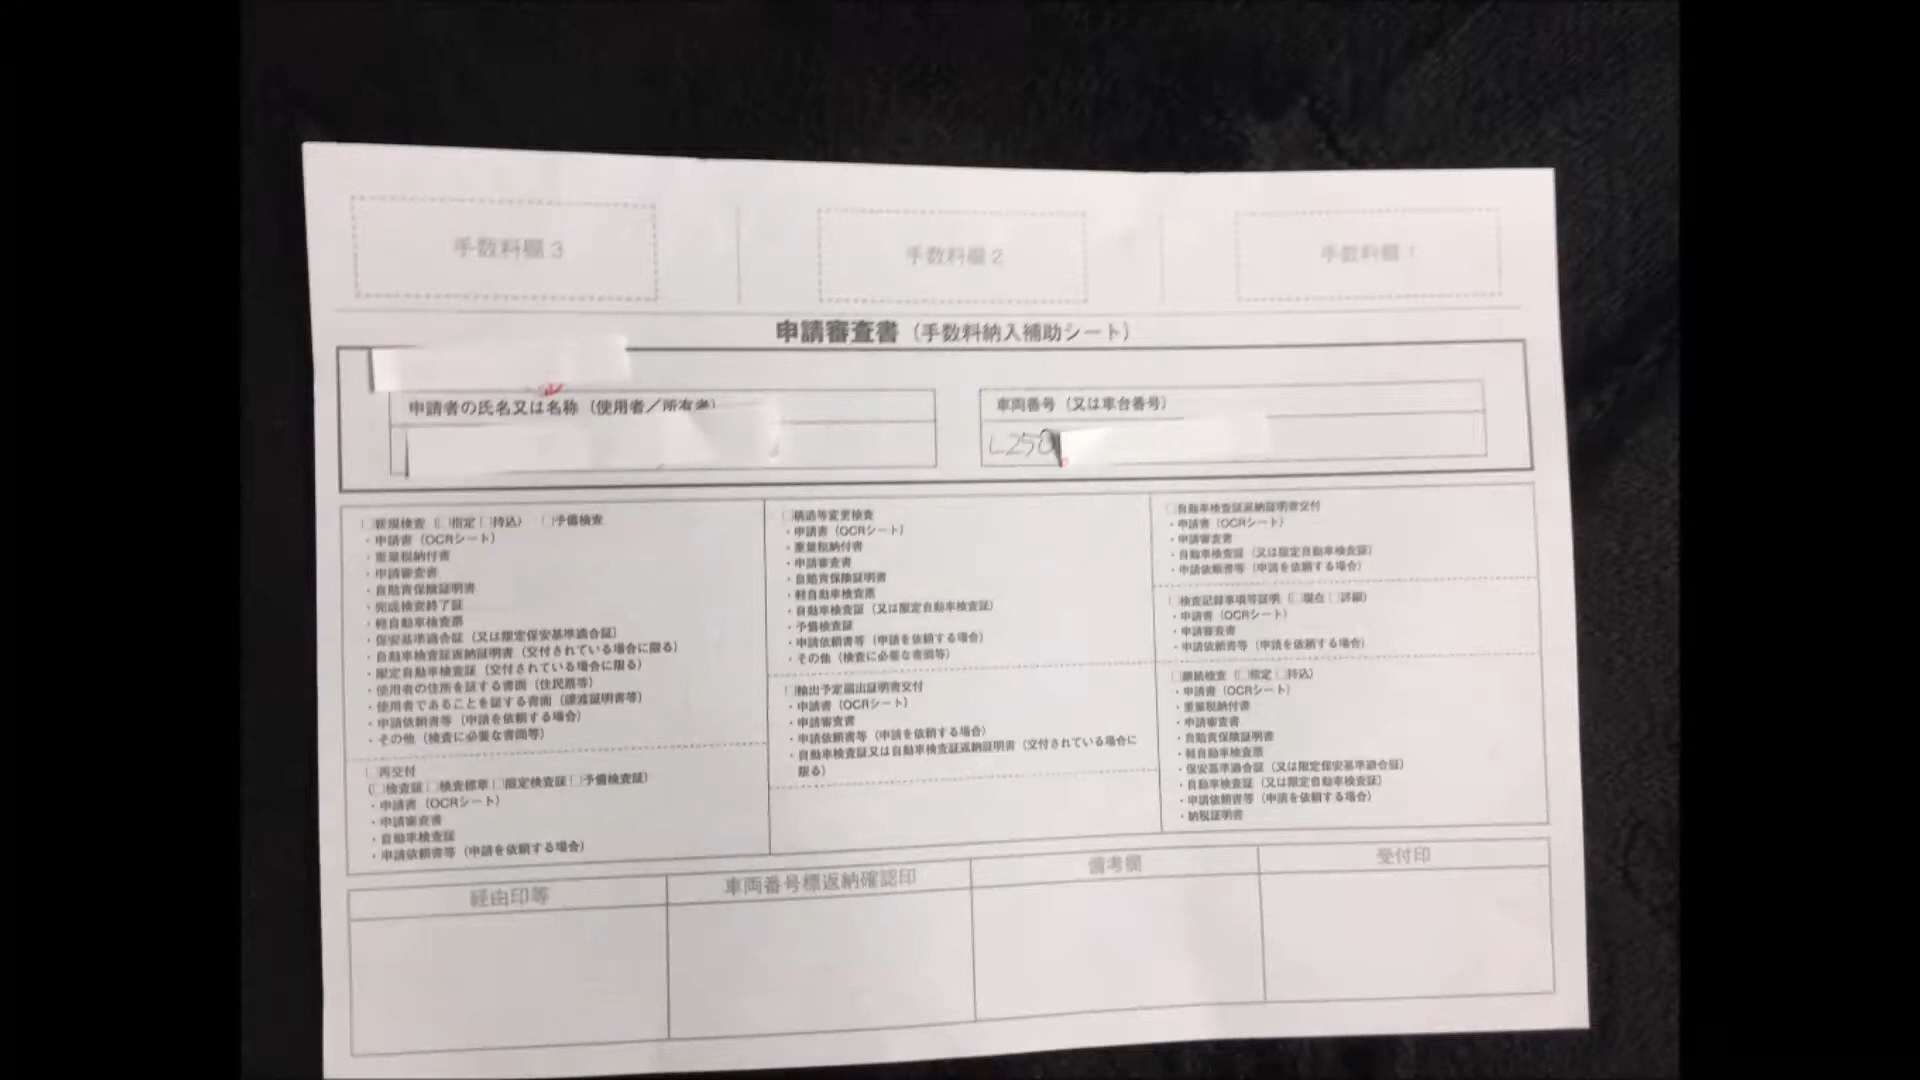 手数料欄3
手数料欄2
手数料欄1
申請審査書（手数料納入補助シート）
申請者の氏名又は名称（使用者／所有者）
車両番号（又は車台番号）
L250
□新規検査（□指定 □持込） □予備検査
・申請書（OCRシート）
・重量税納付書
・申請審査書
・自賠責保険証明書
・完成検査終了証
・軽自動車検査票
・保安基準適合証（又は限定保安基準適合証）
・自動車検査証返納証明書（交付されている場合に限る）
・限定自動車検査証（交付されている場合に限る）
・使用者の住所を証する書面（住民票等）
・使用者であることを証する書面（譲渡証明書等）
・申請依頼書等（申請を依頼する場合）
・その他（検査に必要な書面等）
□再交付
（□検査証 □検査標章 □限定検査証 □予備検査証）
・申請書（OCRシート）
・申請審査書
・自動車検査証
・申請依頼書等（申請を依頼する場合）
□構造等変更検査
・申請書（OCRシート）
・重量税納付書
・申請審査書
・自賠責保険証明書
・軽自動車検査票
・自動車検査証（又は限定自動車検査証）
・予備検査証
・申請依頼書等（申請を依頼する場合）
・その他（検査に必要な書面等）
□輸出予定届出証明書交付
・申請書（OCRシート）
・申請審査書
・申請依頼書等（申請を依頼する場合）
・自動車検査証又は自動車検査証返納証明書（交付されている場合に
限る）
□自動車検査証返納証明書交付
・申請書（OCRシート）
・申請審査書
・自動車検査証（又は限定自動車検査証）
・申請依頼書等（申請を依頼する場合）
□検査記録事項等証明（□現在 □詳細）
・申請書（OCRシート）
・申請審査書
・申請依頼書等（申請を依頼する場合）
□継続検査（□指定 □持込）
・申請書（OCRシート）
・重量税納付書
・申請審査書
・自賠責保険証明書
・軽自動車検査票
・保安基準適合証（又は限定保安基準適合証）
・自動車検査証（又は限定自動車検査証）
・申請依頼書等（申請を依頼する場合）
・納税証明書
経由印等
車両番号標返納確認印
備考欄
受付印